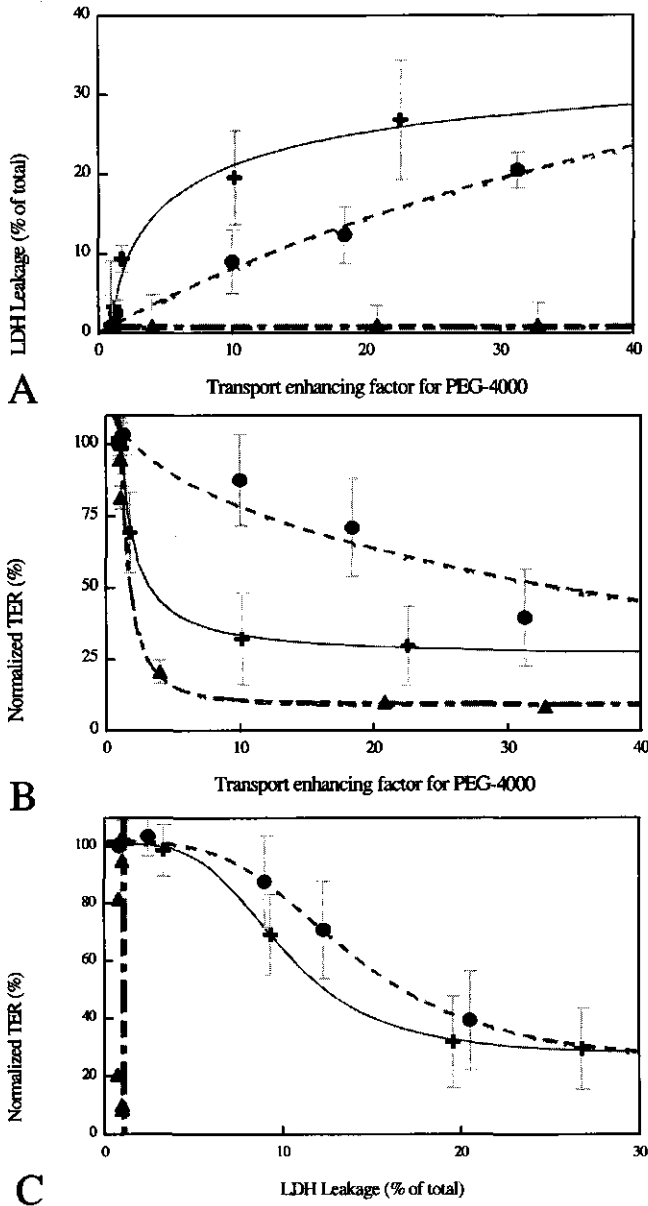 40
30
20
10
0
LDH Leakage (% of total)
0 10 20 30 40
Transport enhancing factor for PEG-4000
A
100
75
50
25
0
Normalized TER (%)
0 10 20 30 40
Transport enhancing factor for PEG-4000
B
100
80
60
40
20
0
Normalized TER (%)
0 10 20 30
LDH Leakage (% of total)
C